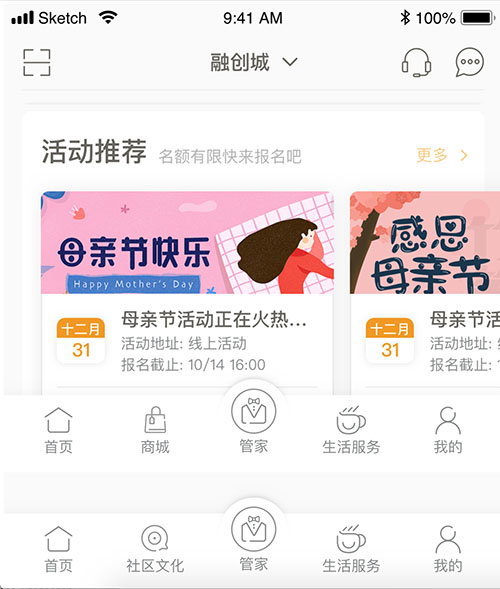 Sketch 9:41 AM 100%
融创城
活动推荐 名额有限快来报名吧 更多
母亲节快乐
Happy Mother's Day
感恩
母亲节
十二月
31
母亲节活动正在火热...
活动地址: 线上活动
报名截止: 10/14 16:00
十二月
31
母亲节活
活动地址:
报名截止:
首页 商城 管家 生活服务 我的
首页 社区文化 管家 生活服务 我的